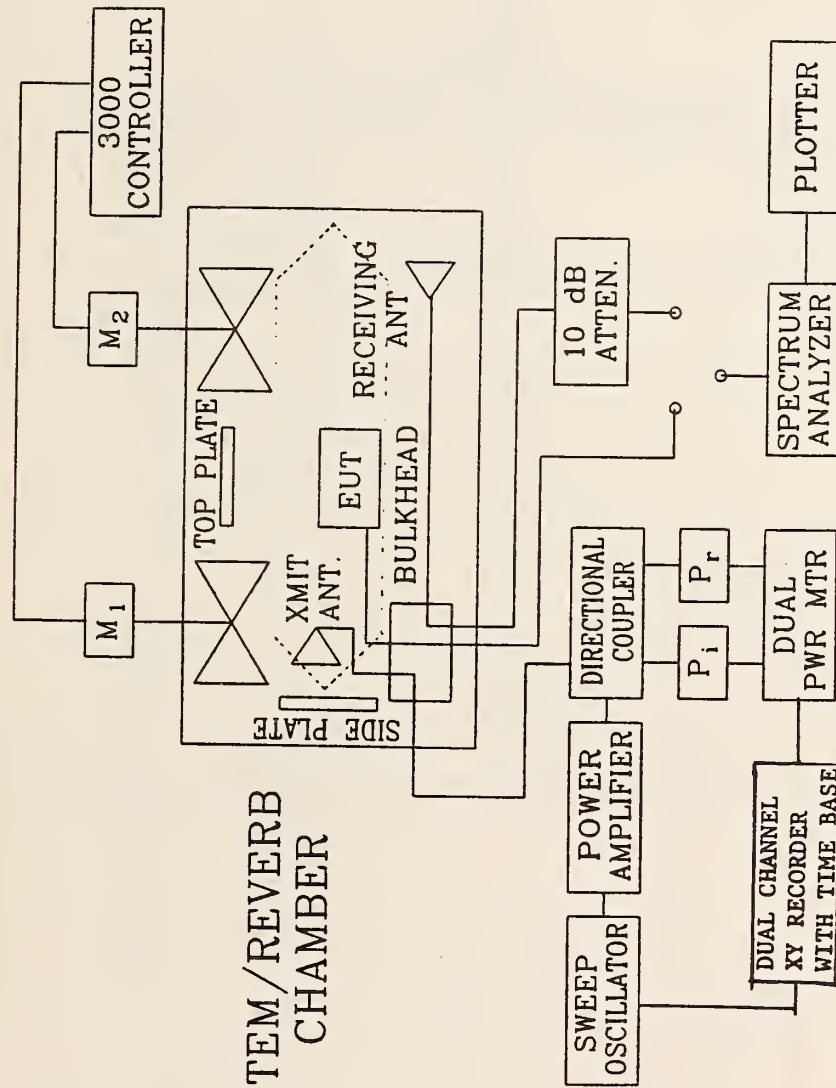 3000
CONTROLLER
M2
M1
TOP PLATE
RECEIVING
ANT
EUT
XMIT
ANT.
BULKHEAD
SIDE PLATE
TEM/REVERB
CHAMBER
10 dB
ATTEN.
DIRECTIONAL
COUPLER
POWER
AMPLIFIER
SWEEP
OSCILLATOR
Pi
Pr
DUAL
PWR MTR
SPECTRUM
ANALYZER
PLOTTER
DUAL CHANNEL
XY RECORDER
WITH TIME BASE